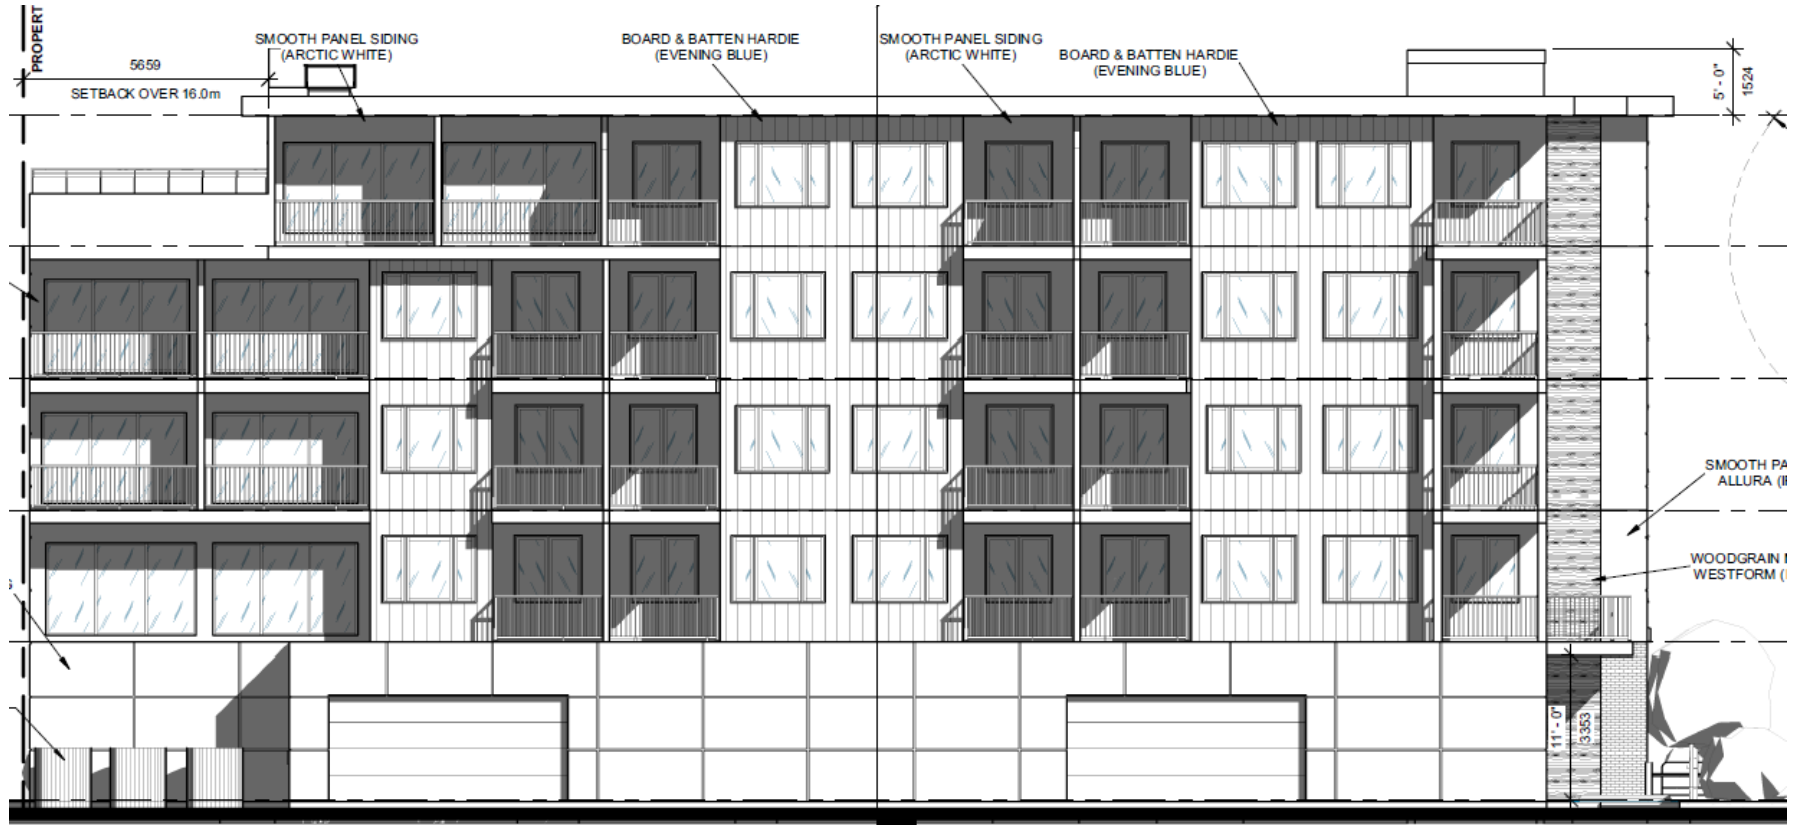 PROPERT
5659
SETBACK OVER 16.0m
SMOOTH PANEL SIDING
(ARCTIC WHITE)
BOARD & BATTEN HARDIE
(EVENING BLUE)
SMOOTH PANEL SIDING
(ARCTIC WHITE)
BOARD & BATTEN HARDIE
(EVENING BLUE)
5' - 0"
1524
SMOOTH PA
ALLURA (
WOODGRAIN
WESTFORM (
11' - 0"
3353